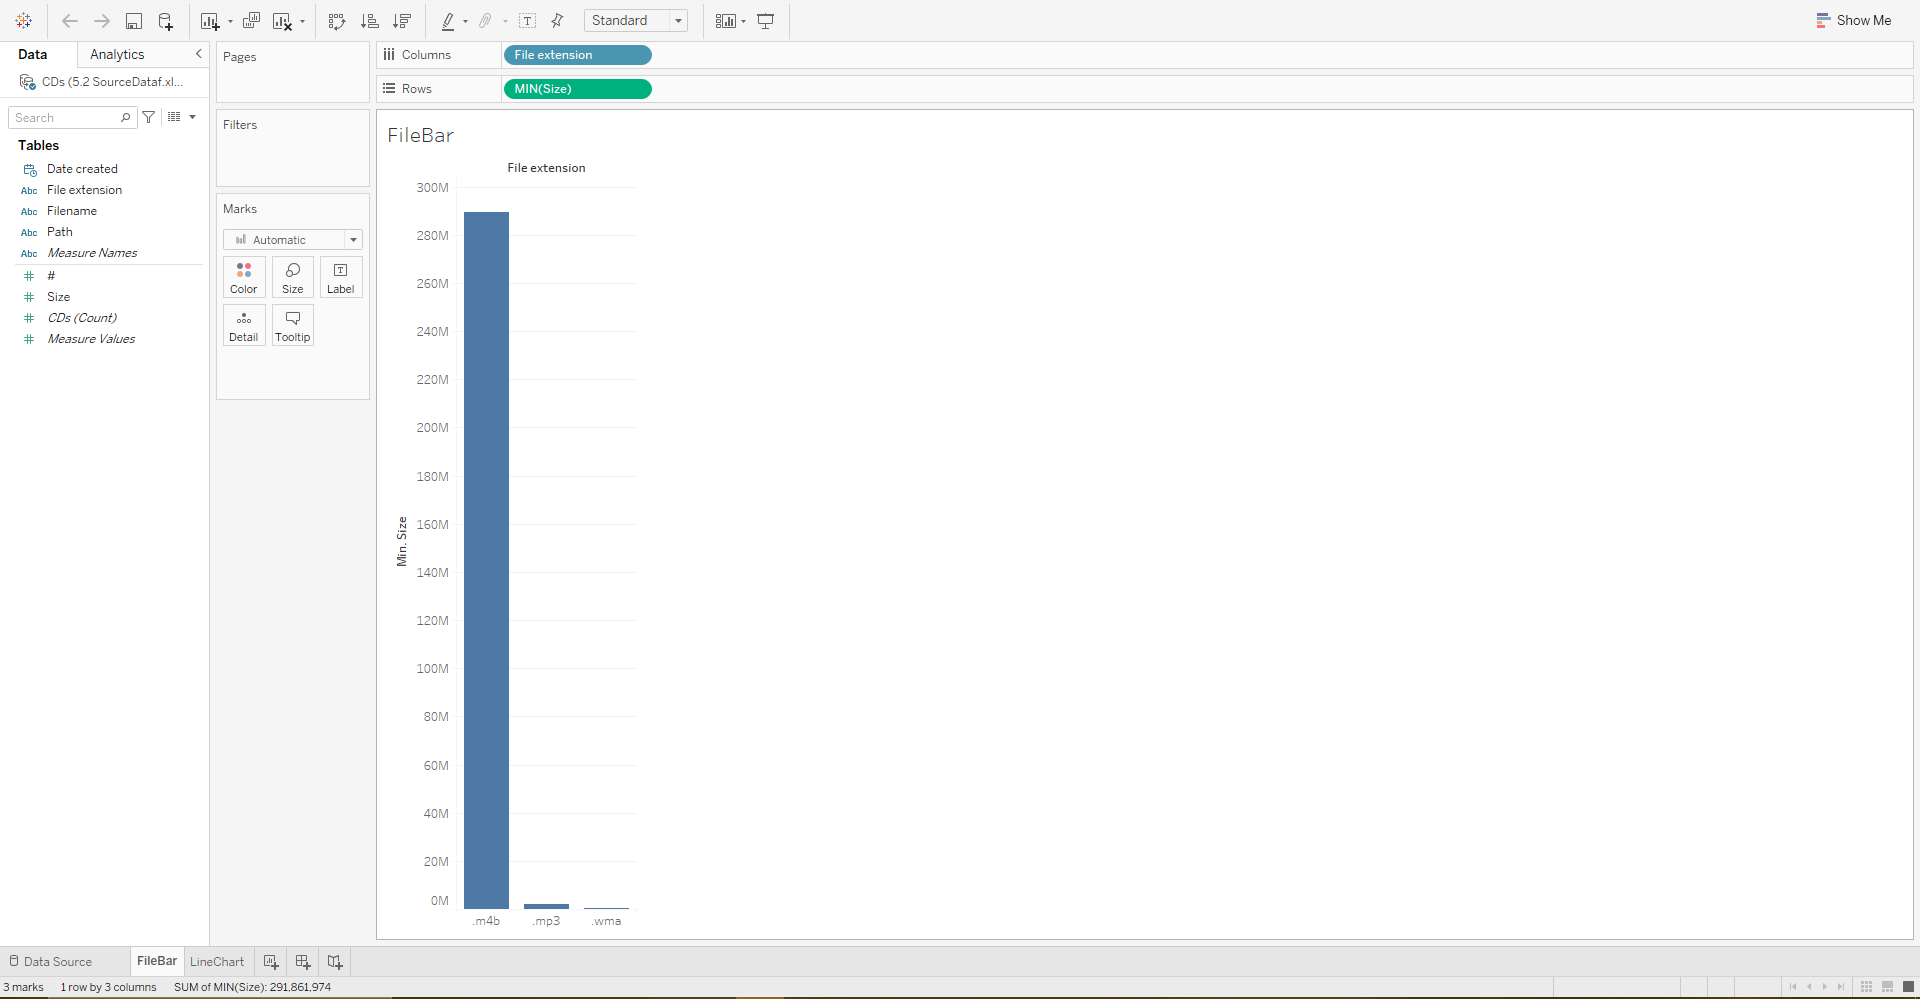 Standard
Show Me
Data
Analytics
CDs (5.2 SourceDataf.xl...
Search
Tables
Date created
Abc File extension
Abc Filename
Abc Path
Abc Measure Names
#
Size
CDs (Count)
Measure Values
Pages
Filters
Marks
Automatic
Color Size Label
Detail Tooltip
Columns File extension
Rows MIN(Size)
FileBar
File extension
300M
280M
260M
240M
220M
200M
180M
160M
140M
120M
100M
80M
60M
40M
20M
0M
Min. Size
.m4b .mp3 .wma
Data Source FileBar LineChart
3 marks 1 row by 3 columns SUM of MIN(Size): 291,861,974